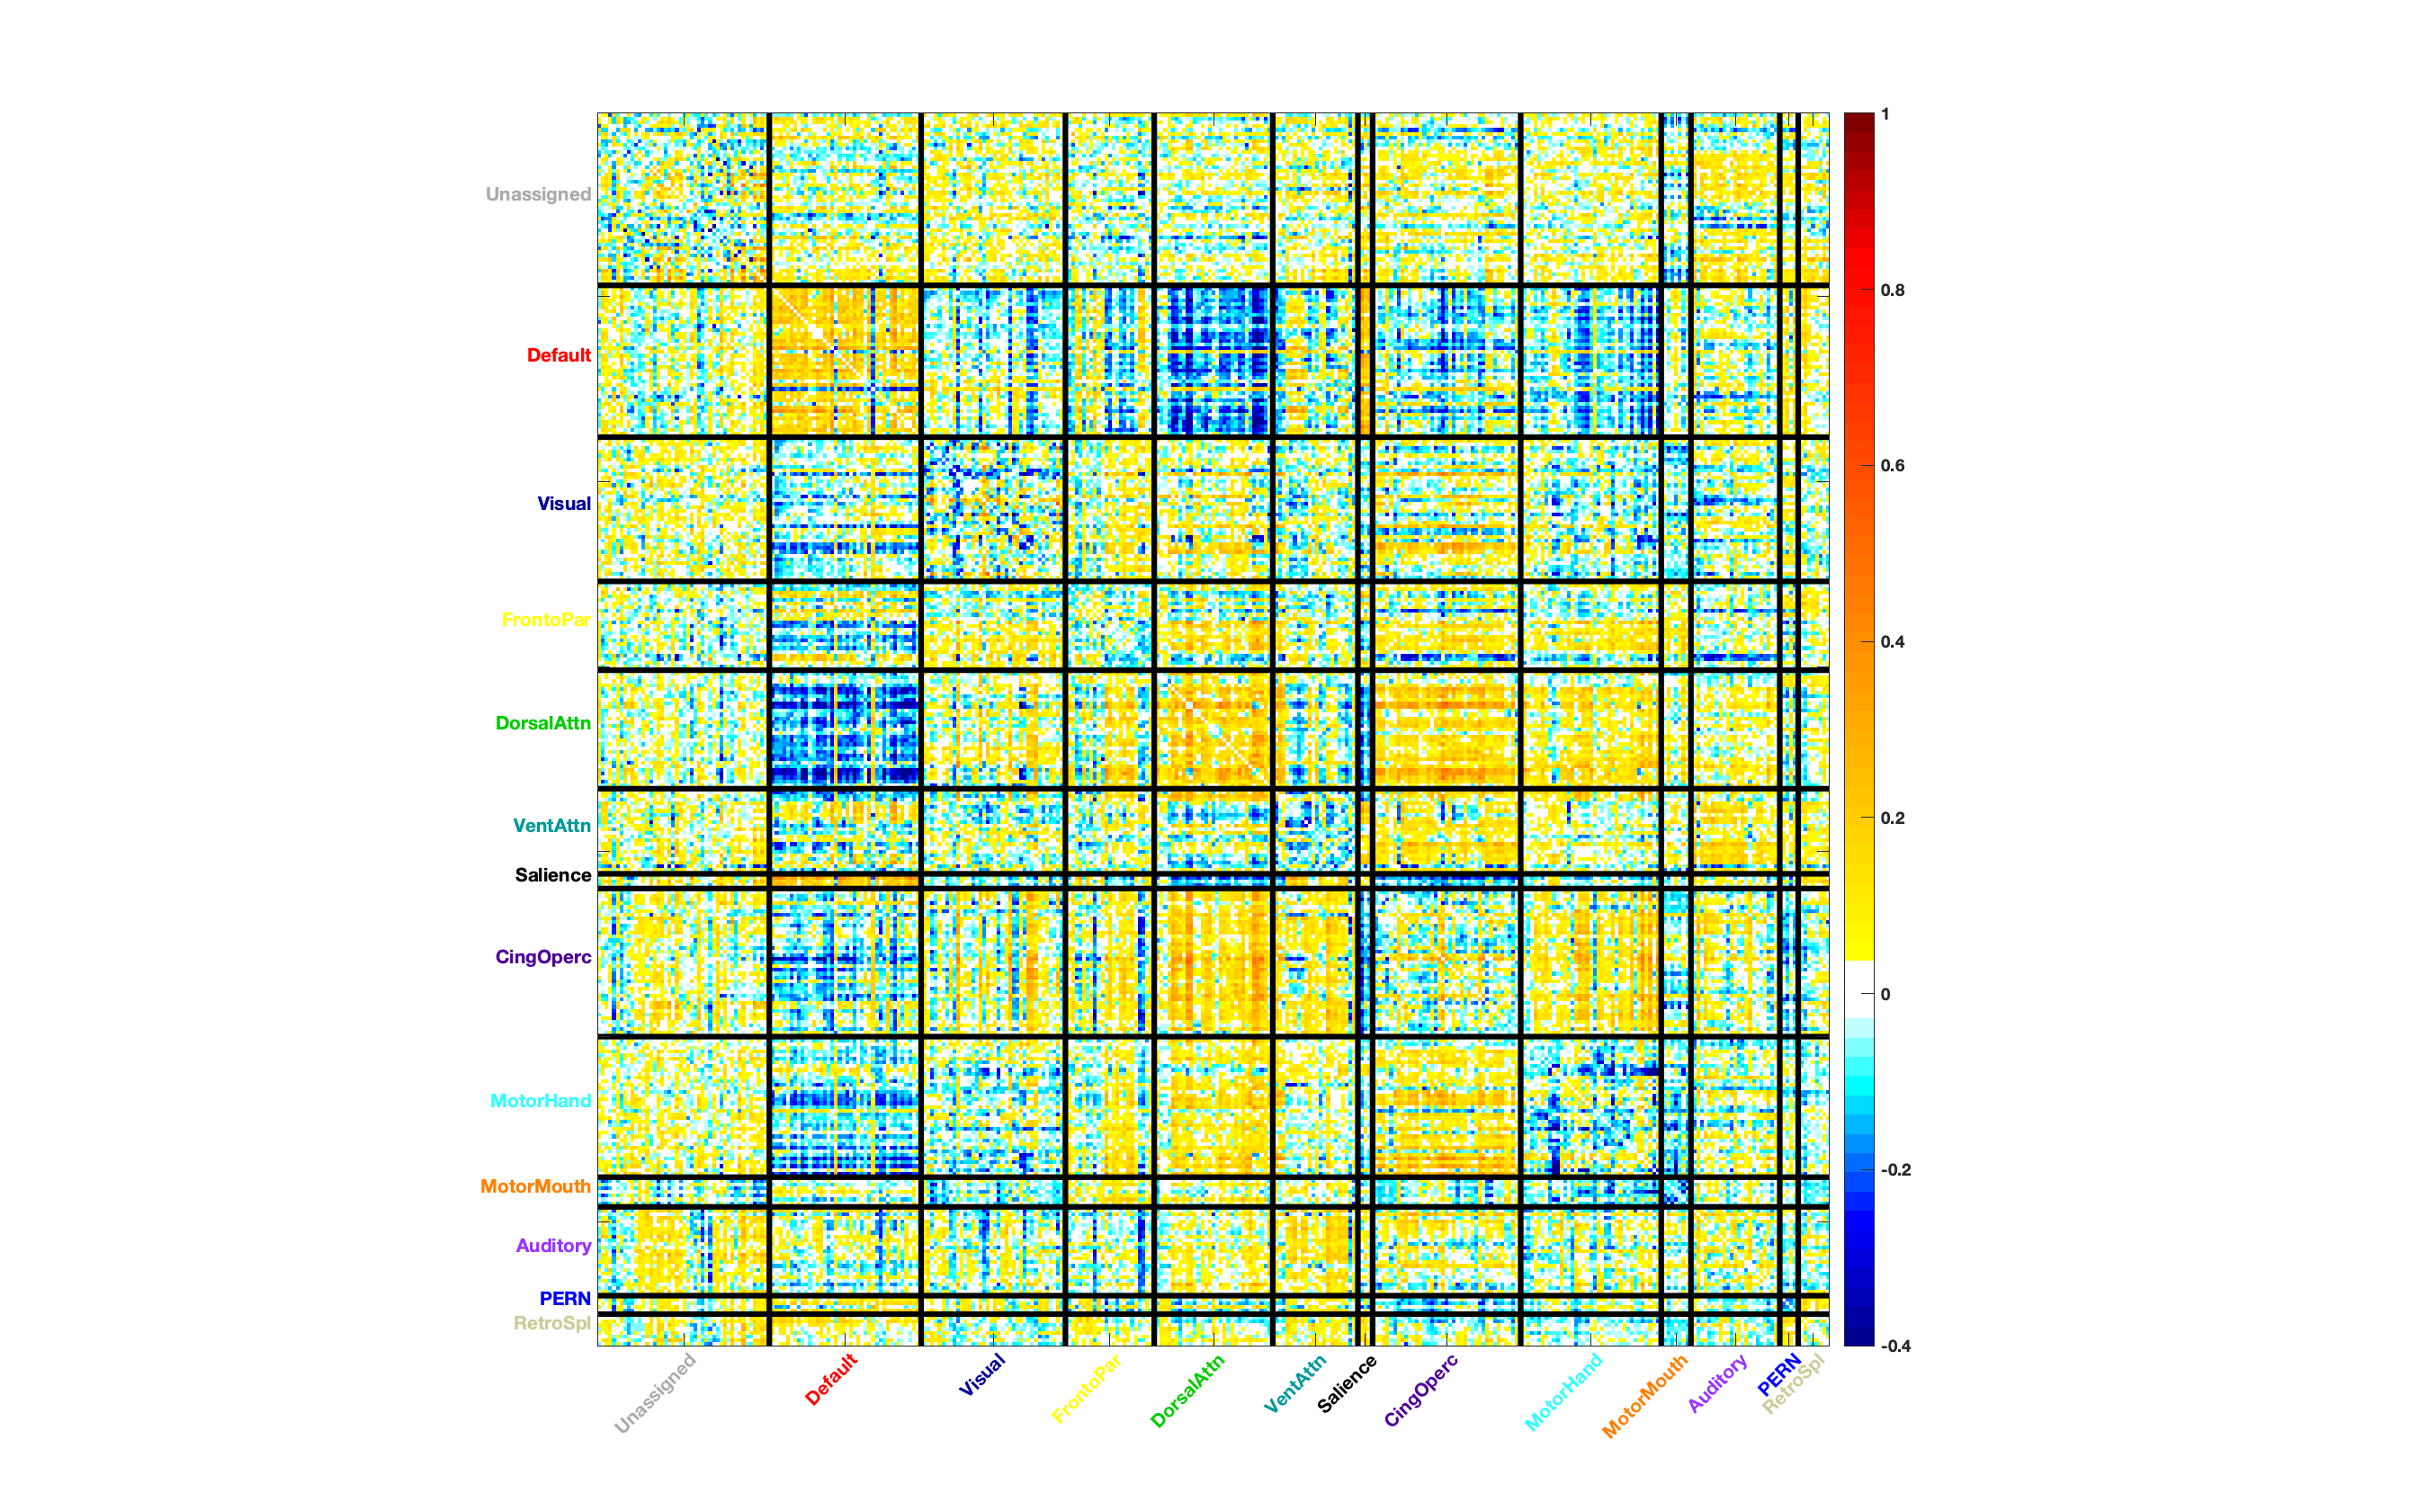 Unassigned
Default
Visual
FrontoPar
DorsalAttn
VentAttn
Salience
CingOperc
MotorHand
MotorMouth
Auditory
PERN
RetroSpl
Unassigned
Default
Visual
FrontoPar
DorsalAttn
VentAttn
Salience
CingOperc
MotorHand
MotorMouth
Auditory
PERN
RetroSpl
1
0.8
0.6
0.4
0.2
0
-0.2
-0.4